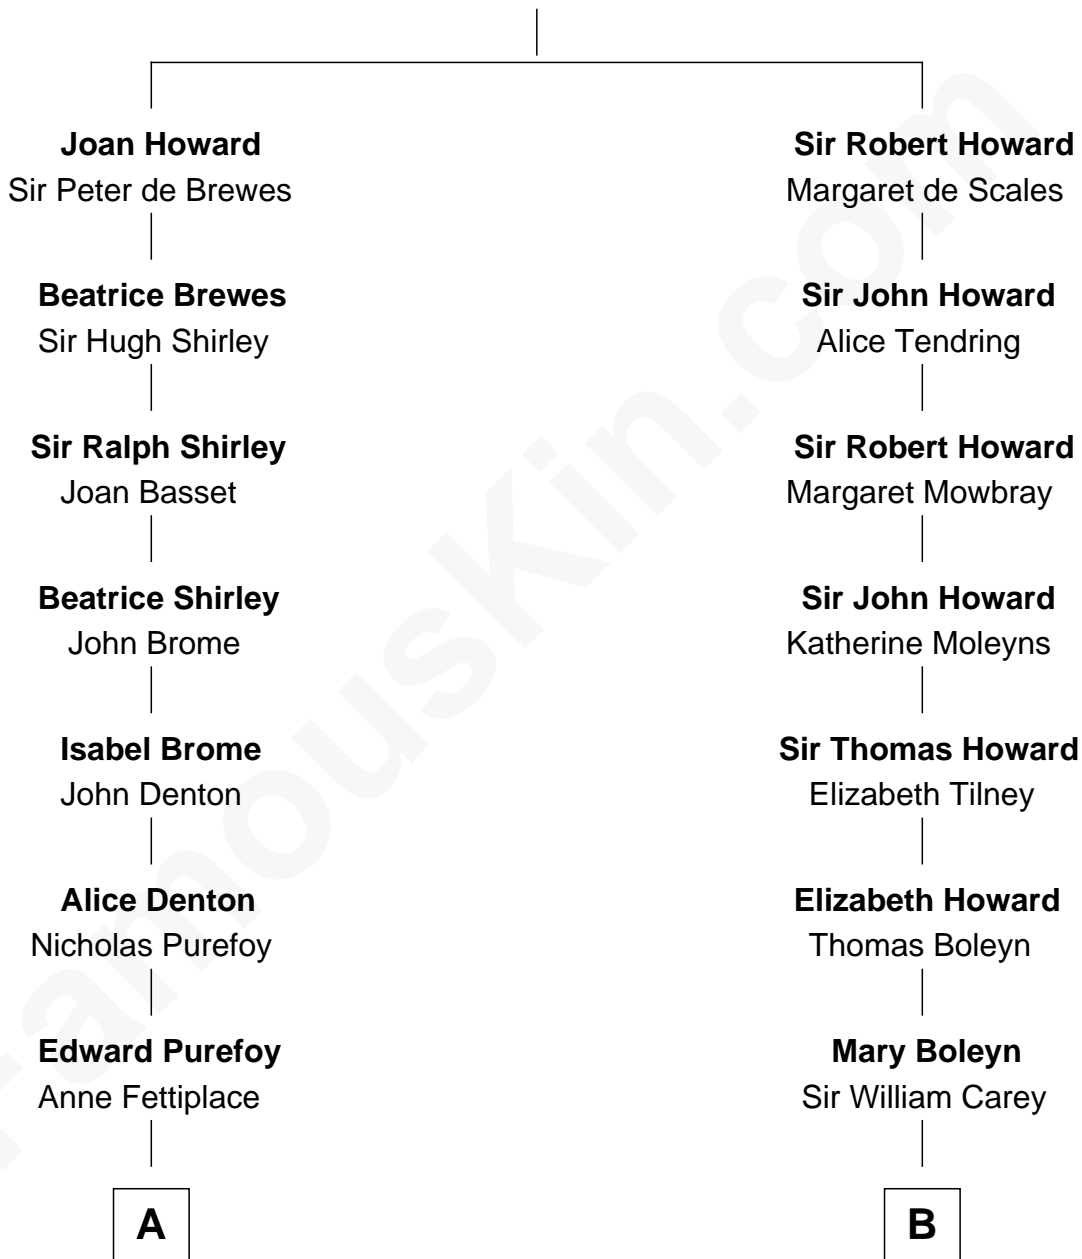 Joan Howard
Sir Peter de Brewes
Sir Robert Howard
Margaret de Scales
Beatrice Brewes
Sir Hugh Shirley
Sir John Howard
Alice Tendring
Sir Ralph Shirley
Joan Basset
Sir Robert Howard
Margaret Mowbray
Beatrice Shirley
John Brome
Sir John Howard
Katherine Moleyns
Isabel Brome
John Denton
Sir Thomas Howard
Elizabeth Tilney
Alice Denton
Nicholas Purefoy
Elizabeth Howard
Thomas Boleyn
Edward Purefoy
Anne Fettiplace
Mary Boleyn
Sir William Carey
A
B
FamousKin.com